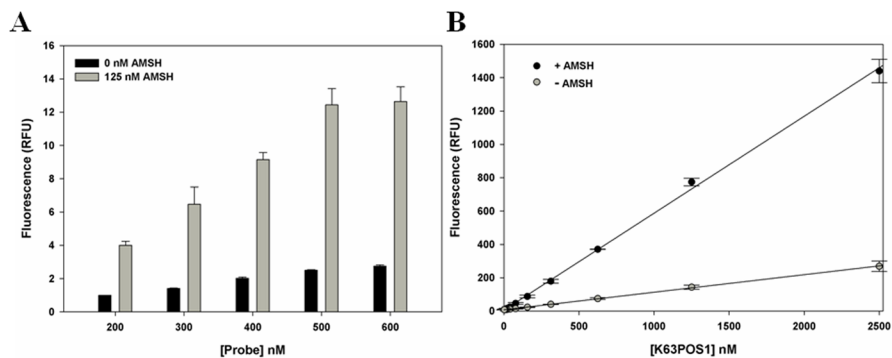 A
Fluorescence (RFU)
16
14
12
10
8
6
4
2
0
0 nM AMSH
125 nM AMSH
200 300 400 500 600
[Probe] nM
B
Fluorescence (RFU)
1600
1400
1200
1000
800
600
400
200
0
+ AMSH
- AMSH
0 500 1000 1500 2000 2500
[K63POS1] nM